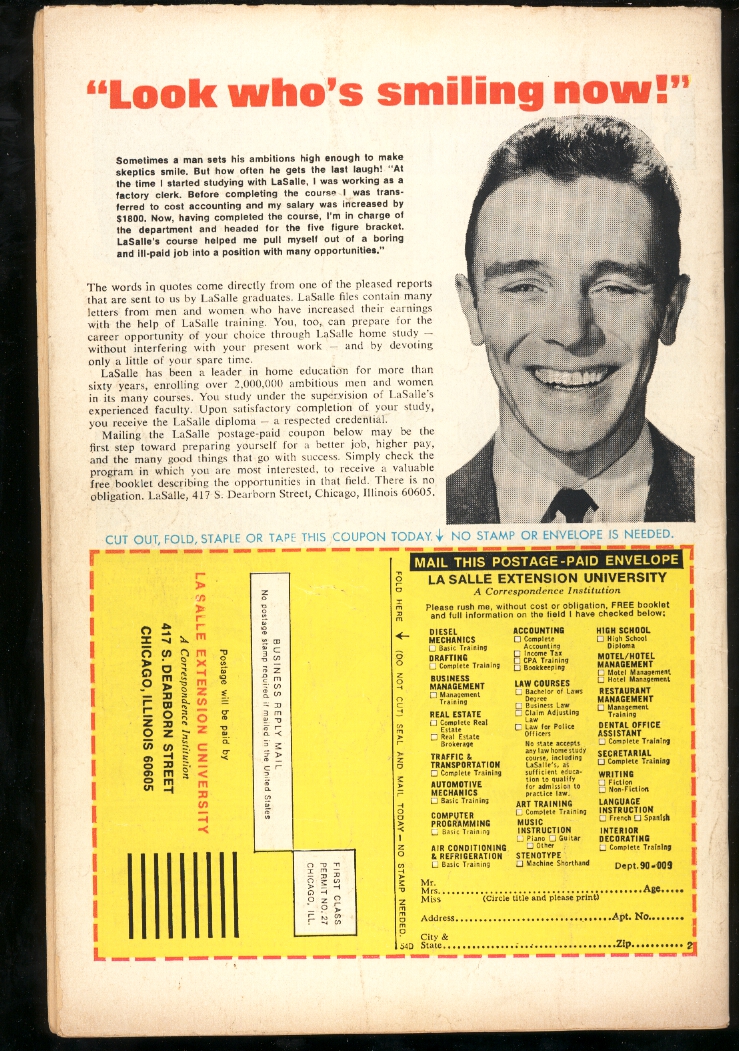 “Look who’s smiling now!”
Sometimes a man sets his ambitions high enough to make
skeptics smile. But how often he gets the last laugh! “At
the time I started studying with LaSalle, I was working as a
factory clerk. Before completing the course I was trans-
ferred to cost accounting and my salary was increased by
$1800. Now, having completed the course, I’m in charge of
the department and headed for the five figure bracket.
LaSalle’s course helped me pull myself out of a boring
and ill-paid job into a position with many opportunities.”
The words in quotes come directly from one of the pleased reports
that are sent to us by LaSalle graduates. LaSalle files contain many
letters from men and women who have increased their earnings
with the help of LaSalle training. You, too, can prepare for the
career opportunity of your choice through LaSalle home study —
without interfering with your present work — and by devoting
only a little of your spare time.
LaSalle has been a leader in home education for more than
sixty years, enrolling over 2,000,000 ambitious men and women
in its many courses. You study under the supervision of LaSalle’s
experienced faculty. Upon satisfactory completion of your study,
you receive the LaSalle diploma — a respected credential.
Mailing the LaSalle postage-paid coupon below may be the
first step toward preparing yourself for a better job, higher pay,
and the many good things that go with success. Simply check the
program in which you are most interested, to receive a valuable
free booklet describing the opportunities in that field. There is no
obligation. LaSalle, 417 S. Dearborn Street, Chicago, Illinois 60605.
CUT OUT, FOLD, STAPLE OR TAPE THIS COUPON TODAY. ↓ NO STAMP OR ENVELOPE IS NEEDED.
FIRST CLASS
PERMIT NO. 27
CHICAGO, ILL.
BUSINESS REPLY MAIL
No postage stamp required if mailed in the United States
Postage will be paid by
LA SALLE EXTENSION UNIVERSITY
A Correspondence Institution
417 S. DEARBORN STREET
CHICAGO, ILLINOIS 60605
FOLD HERE ↓ (DO NOT CUT) SEAL AND MAIL TODAY—NO STAMP NEEDED.
MAIL THIS POSTAGE-PAID ENVELOPE
LA SALLE EXTENSION UNIVERSITY
A Correspondence Institution
Please rush me, without cost or obligation, FREE booklet
and full information on the field I have checked below:
DIESEL
MECHANICS
☐ Basic Training
DRAFTING
☐ Complete Training
BUSINESS
MANAGEMENT
☐ Management
Training
REAL ESTATE
☐ Complete Real
Estate
☐ Real Estate
Brokerage
TRAFFIC &
TRANSPORTATION
☐ Complete Training
AUTOMOTIVE
MECHANICS
☐ Basic Training
COMPUTER
PROGRAMMING
☐ Basic Training
AIR CONDITIONING
& REFRIGERATION
☐ Basic Training
ACCOUNTING
☐ Complete
Accounting
☐ Income Tax
☐ CPA Training
☐ Bookkeeping
LAW COURSES
☐ Bachelor of Laws
Degree
☐ Business Law
☐ Claim Adjusting
Law
☐ Law for Police
Officers
No state accepts
any law home study
course, including
LaSalle’s, as
sufficient educa-
tion to qualify
for admission to
practice law.
ART TRAINING
☐ Complete Training
MUSIC
INSTRUCTION
☐ Piano ☐ Guitar
☐ Other
STENOTYPE
☐ Machine Shorthand
HIGH SCHOOL
☐ High School
Diploma
MOTEL/HOTEL
MANAGEMENT
☐ Motel Management
☐ Hotel Management
RESTAURANT
MANAGEMENT
☐ Management
Training
DENTAL OFFICE
ASSISTANT
☐ Complete Training
SECRETARIAL
☐ Complete Training
WRITING
☐ Fiction
☐ Non-Fiction
LANGUAGE
INSTRUCTION
☐ French ☐ Spanish
INTERIOR
DECORATING
☐ Complete Training
Dept. 90-009
Mr.
Mrs. Age
Miss (Circle title and please print)
Address Apt. No.
City &
State Zip
54D
2